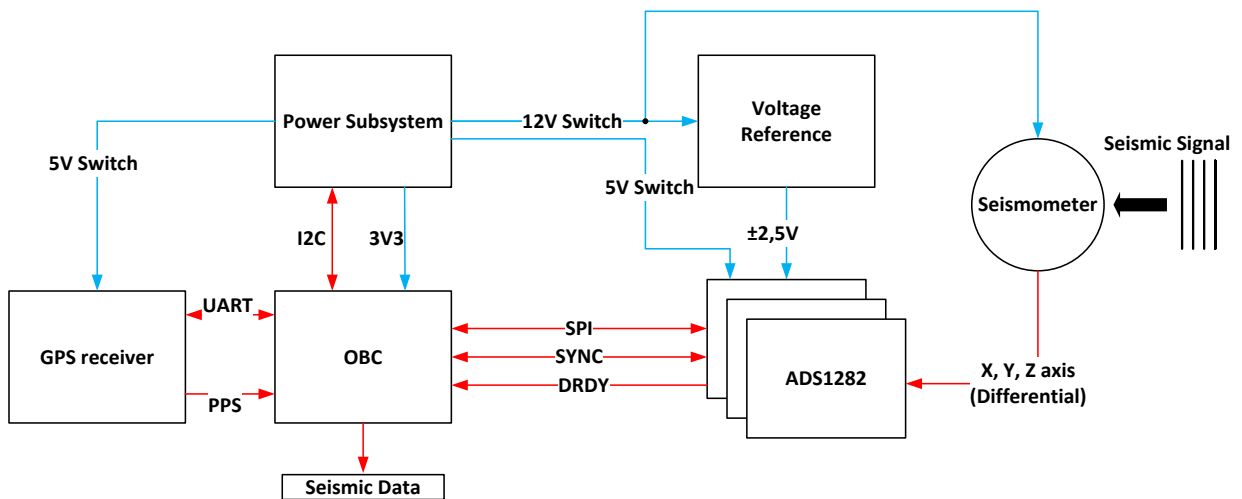 Power Subsystem
12V Switch
Voltage
Reference
Seismic Signal
5V Switch
5V Switch
Seismometer
I2C
3V3
±2,5V
UART
GPS receiver
OBC
SPI
SYNC
DRDY
ADS1282
X, Y, Z axis
(Differential)
PPS
Seismic Data